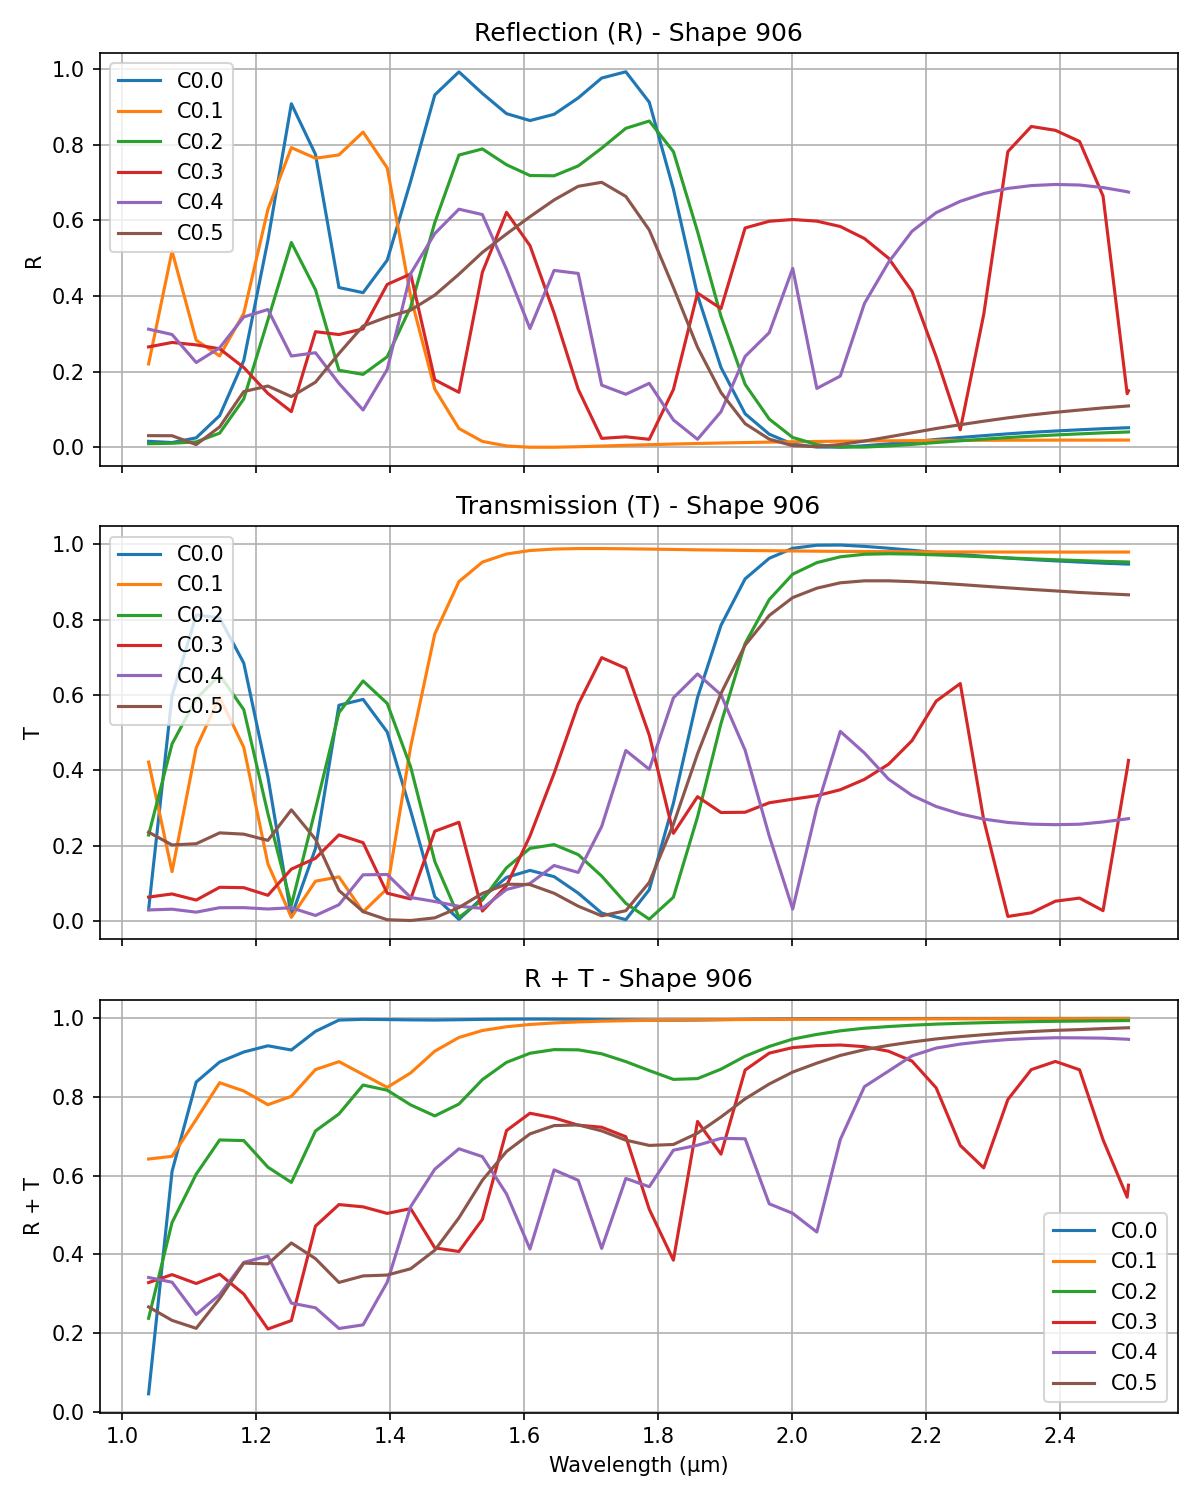 Reflection (R) - Shape 906
1.0
0.8
0.6
0.4
0.2
0.0
R
C0.0
C0.1
C0.2
C0.3
C0.4
C0.5
Transmission (T) - Shape 906
1.0
0.8
0.6
0.4
0.2
0.0
T
C0.0
C0.1
C0.2
C0.3
C0.4
C0.5
R + T - Shape 906
1.0
0.8
0.6
0.4
0.2
0.0
R + T
C0.0
C0.1
C0.2
C0.3
C0.4
C0.5
1.0 1.2 1.4 1.6 1.8 2.0 2.2 2.4
Wavelength (µm)